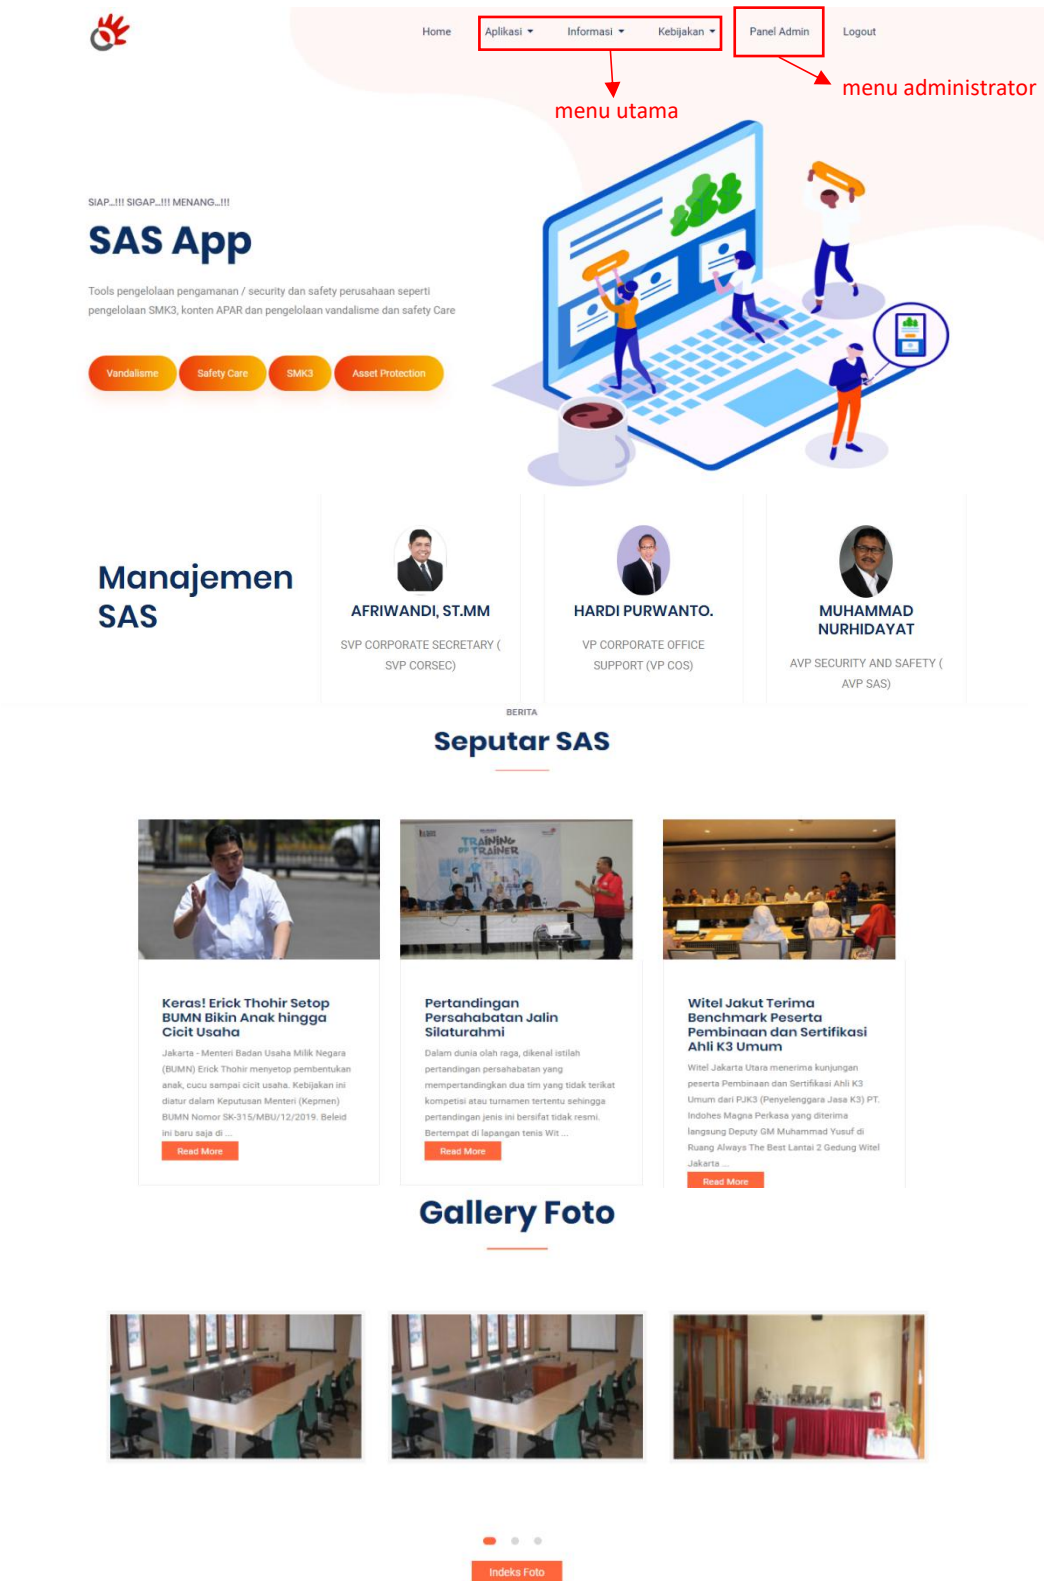 Home Aplikasi Informasi Kebijakan Panel Admin Logout
menu administrator
menu utama
SIAP...!!! SIGAP...!!! MENANG...!!!
SAS App
Tools pengelolaan pengamanan / security dan safety perusahaan seperti
pengelolaan SMK3, konten APAR dan pengelolaan vandalisme dan safety Care
Vandalisme Safety Care SMK3 Asset Protection
Manajemen
SAS
AFRIWANDI, ST.MM
SVP CORPORATE SECRETARY (
SVP CORSEC)
HARDI PURWANTO.
VP CORPORATE OFFICE
SUPPORT (VP COS)
MUHAMMAD
NURHIDAYAT
AVP SECURITY AND SAFETY (
AVP SAS)
BERITA
Seputar SAS
TRAINING
OF TRAINER
Keras! Erick Thohir Setop
BUMN Bikin Anak hingga
Cicit Usaha
Jakarta - Menteri Badan Usaha Milik Negara
(BUMN) Erick Thohir menyetop pembentukan
anak, cucu sampai cicit usaha. Kebijakan ini
diatur dalam Keputusan Menteri (Kepmen)
BUMN Nomor SK-315/MBU/12/2019. Beleid
ini baru saja di ...
Read More
Pertandingan
Persahabatan Jalin
Silaturahmi
Dalam dunia olah raga, dikenal istilah
pertandingan persahabatan yang
mempertandingkan dua tim yang tidak terikat
kompetisi atau turnamen tertentu sehingga
pertandingan jenis ini bersifat tidak resmi.
Bertempat di lapangan tenis Wit ...
Read More
Witel Jakut Terima
Benchmark Peserta
Pembinaan dan Sertifikasi
Ahli K3 Umum
Witel Jakarta Utara menerima kunjungan
peserta Pembinaan dan Sertifikasi Ahli K3
Umum dari PJK3 (Penyelenggara Jasa K3) PT.
Indohes Magna Perkasa yang diterima
langsung Deputy GM Muhammad Yusuf di
Ruang Always The Best Lantai 2 Gedung Witel
Jakarta ...
Read More
Gallery Foto
Indeks Foto